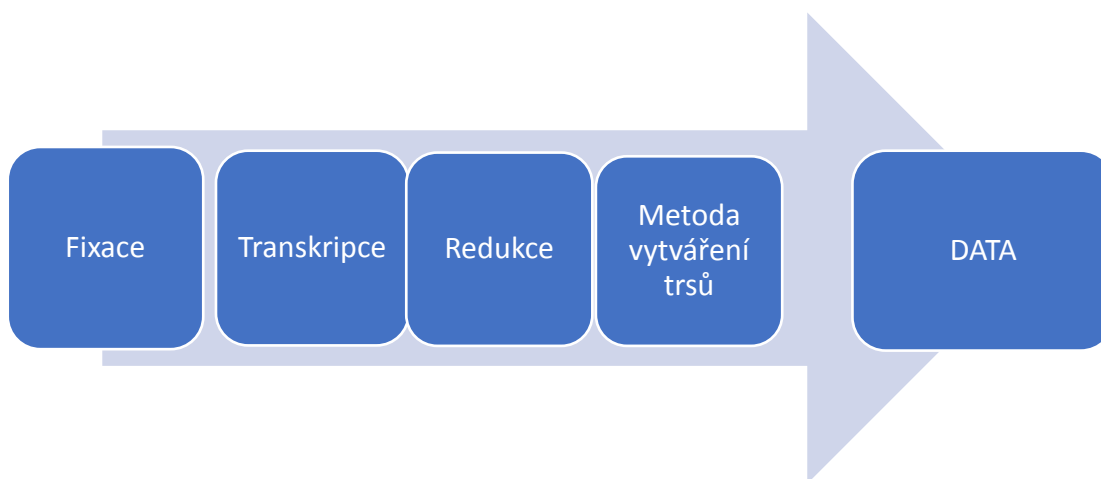 Fixace
Transkripce
Redukce
Metoda
vytváření
trsů
DATA